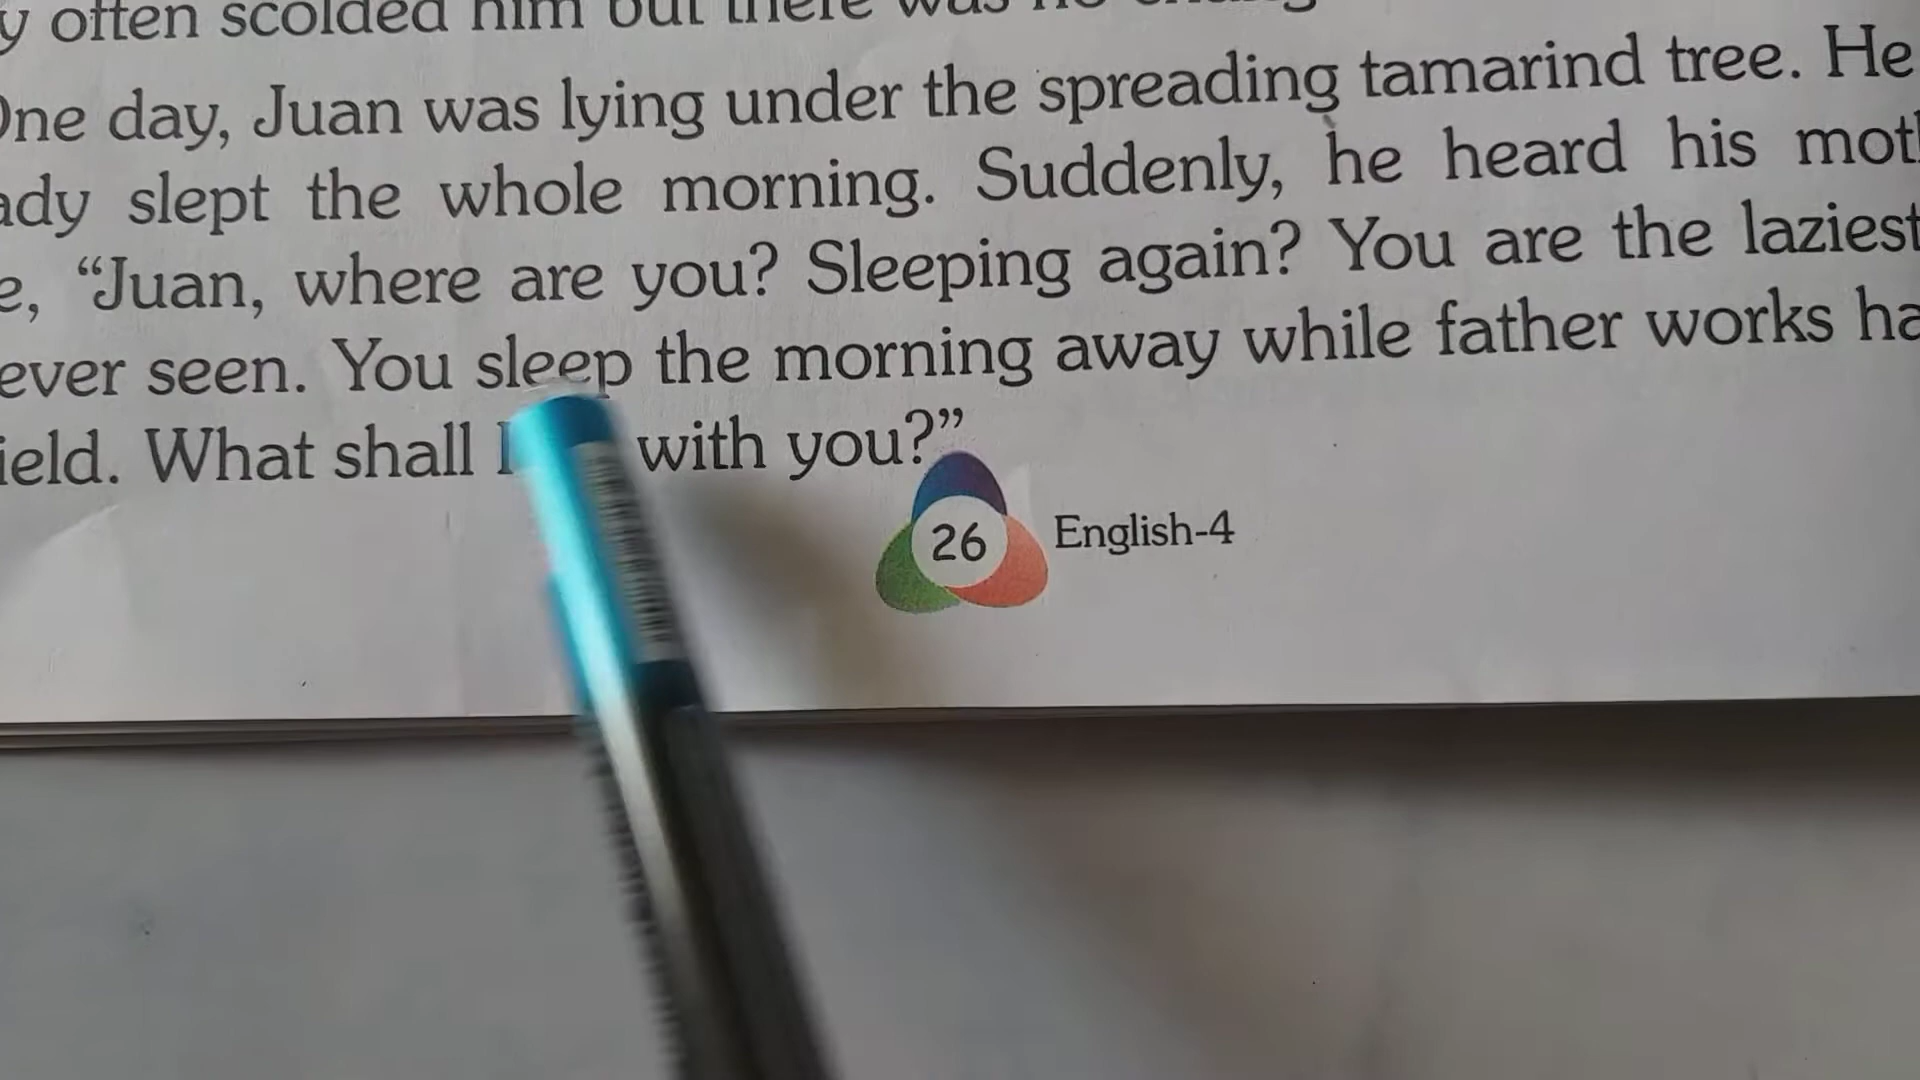 y often scolded him but there was no
One day, Juan was lying under the spreading tamarind tree. He
ady slept the whole morning. Suddenly, he heard his moth
e, “Juan, where are you? Sleeping again? You are the laziest
ever seen. You sleep the morning away while father works ha
ield. What shall I with you?”
26 English-4